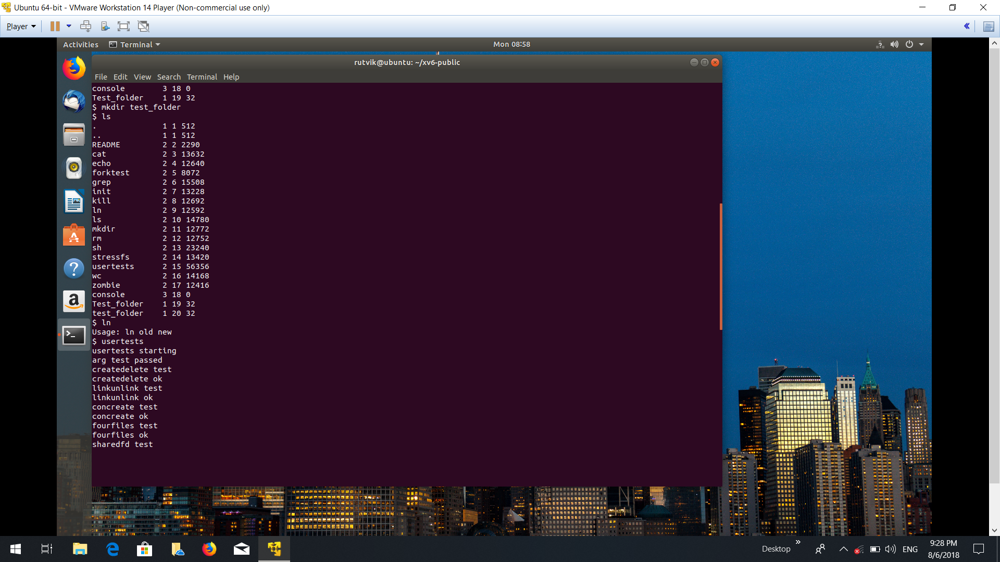 Ubuntu 64-bit - VMware Workstation 14 Player (Non-commercial use only)
Player
Activities Terminal Mon 08:58
rutvik@ubuntu: ~/xv6-public
File Edit View Search Terminal Help
console 3 18 0
Test_folder 1 19 32
$ mkdir test_folder
$ ls
. 1 1 512
.. 1 1 512
README 2 2 2290
cat 2 3 13632
echo 2 4 12640
forktest 2 5 8072
grep 2 6 15508
init 2 7 13228
kill 2 8 12692
ln 2 9 12592
ls 2 10 14780
mkdir 2 11 12772
rm 2 12 12752
sh 2 13 23240
stressfs 2 14 13420
usertests 2 15 56356
wc 2 16 14168
zombie 2 17 12416
console 3 18 0
Test_folder 1 19 32
test_folder 1 20 32
$ ln
Usage: ln old new
$ usertests
usertests starting
arg test passed
createdelete test
createdelete ok
linkunlink test
linkunlink ok
concreate test
concreate ok
fourfiles test
fourfiles ok
sharedfd test
Desktop
ENG
9:28 PM
8/6/2018